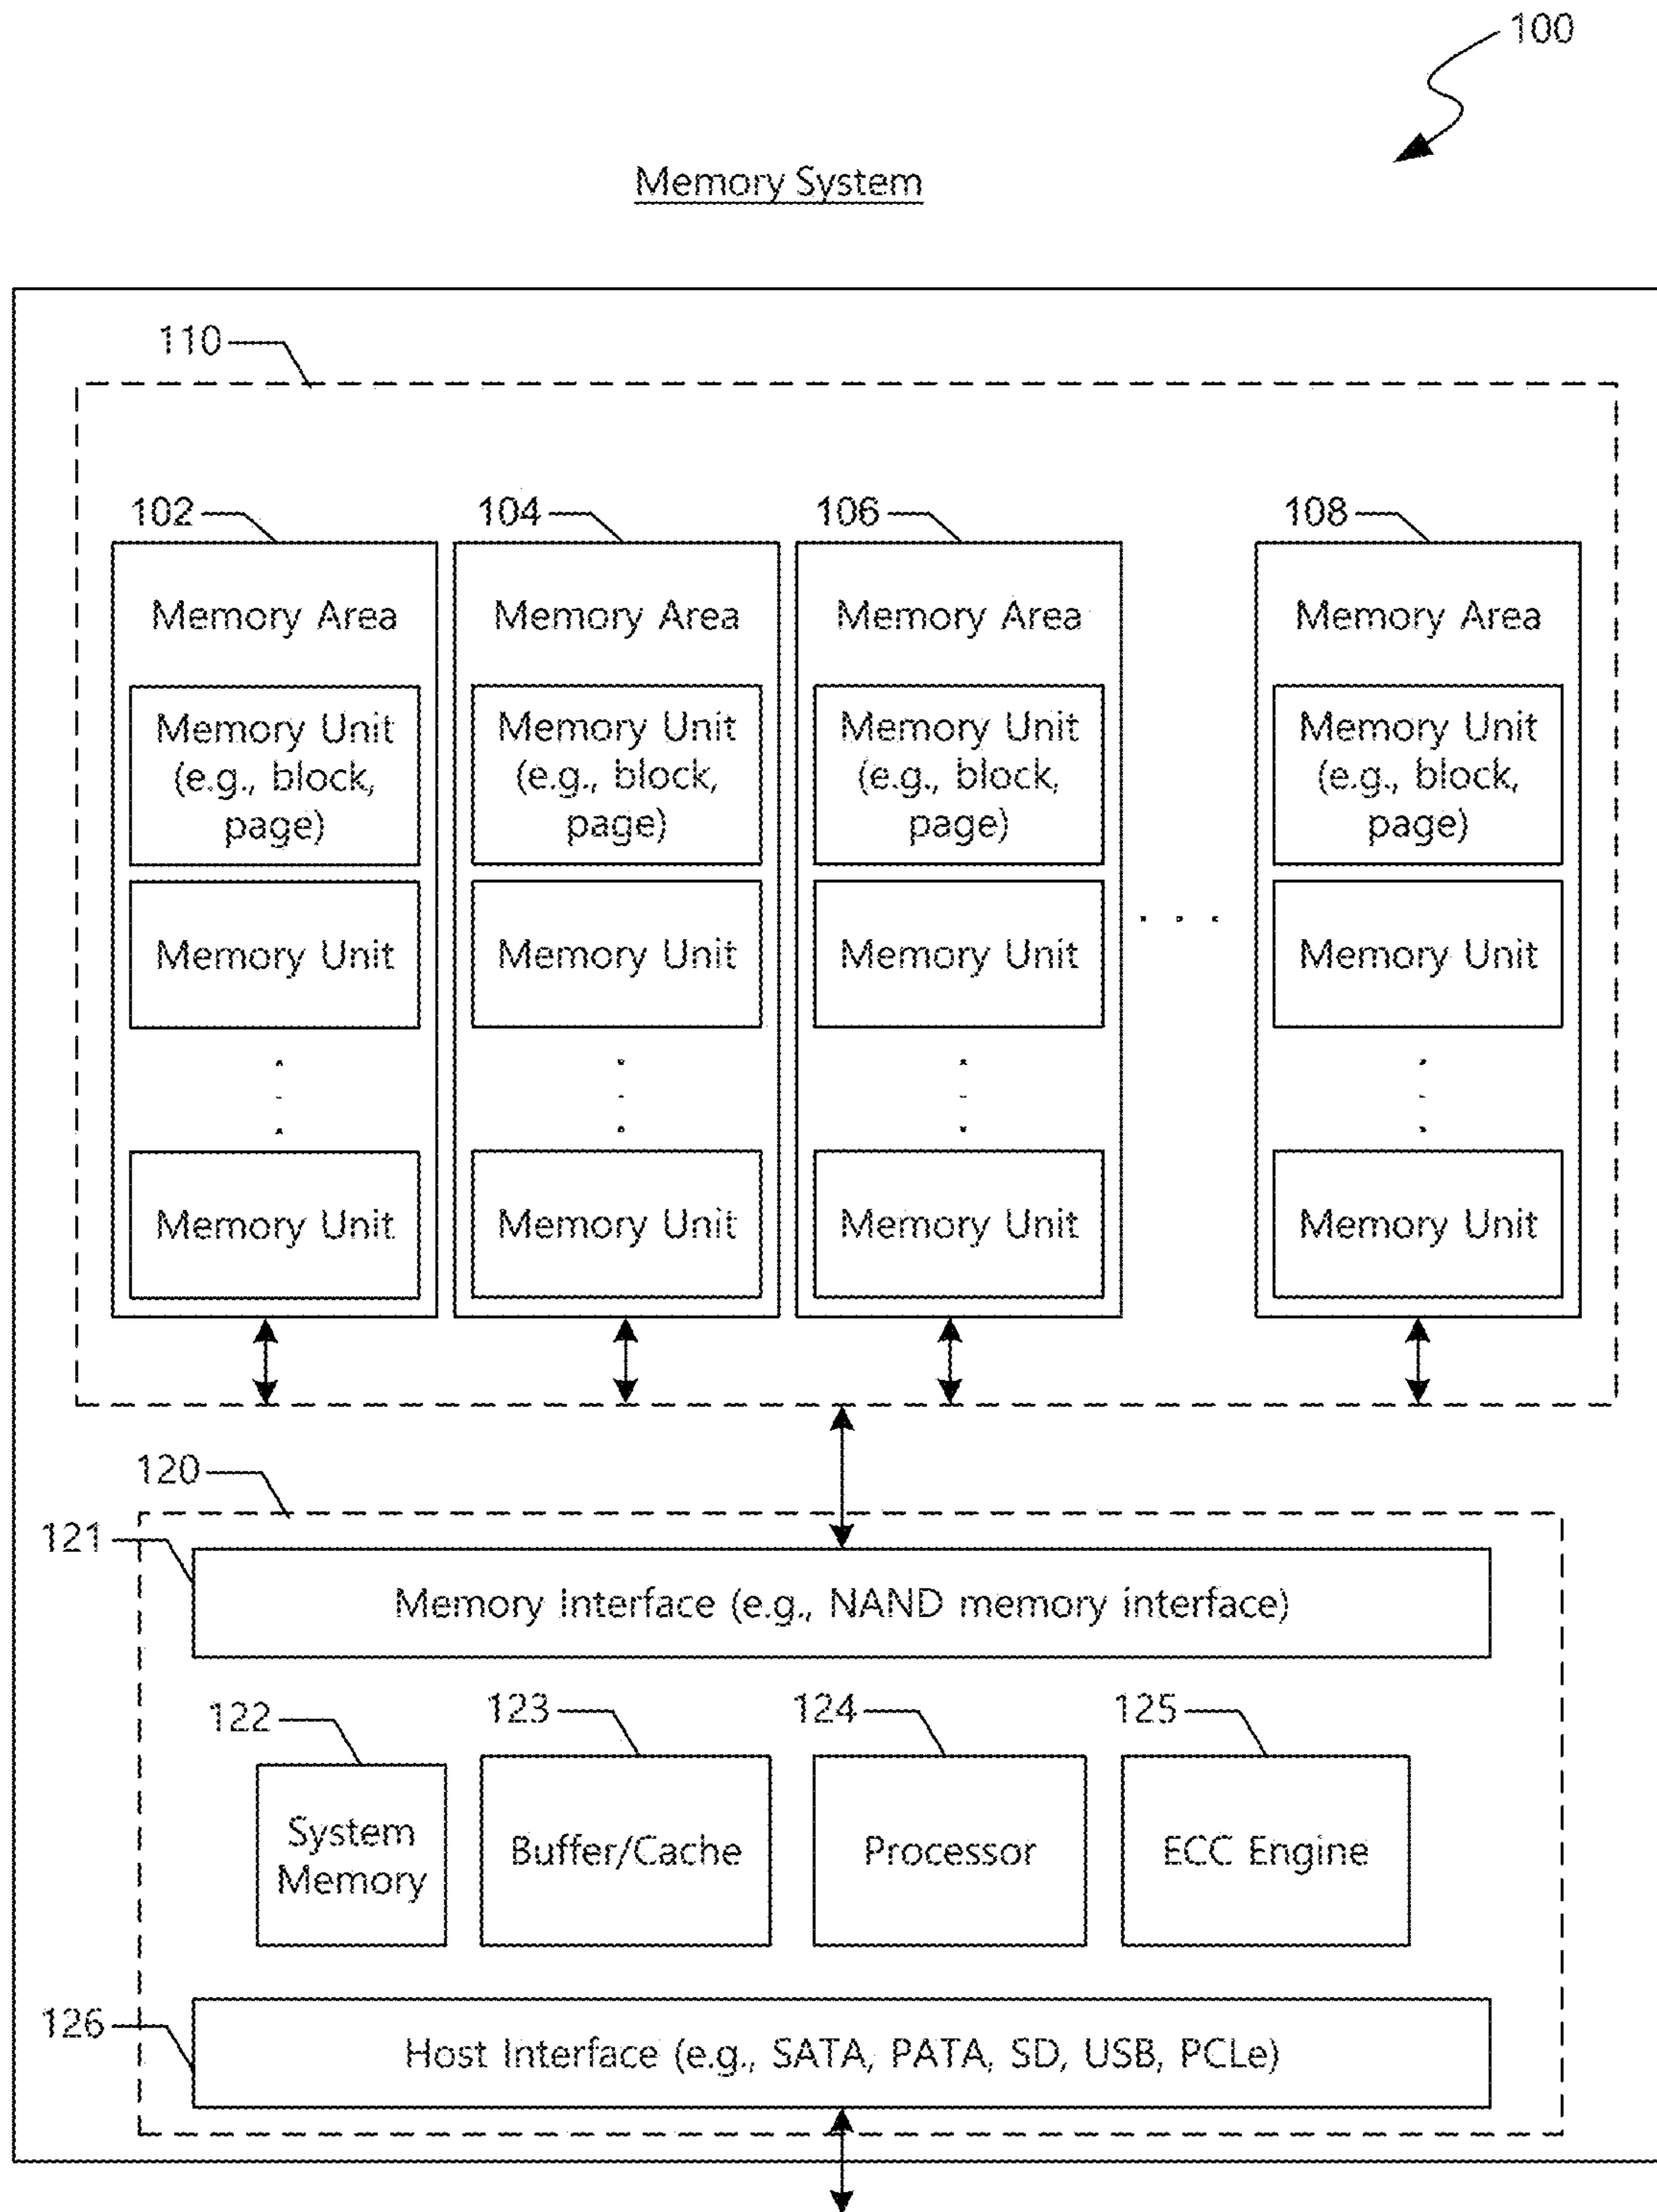 100
Memory System
110
102
104
106
108
Memory Area
Memory Area
Memory Area
Memory Area
Memory Unit
(e.g., block,
page)
Memory Unit
(e.g., block,
page)
Memory Unit
(e.g., block,
page)
Memory Unit
(e.g., block,
page)
Memory Unit
Memory Unit
Memory Unit
. . .
Memory Unit
Memory Unit
Memory Unit
Memory Unit
Memory Unit
120
121
Memory Interface (e.g., NAND memory interface)
122
123
124
125
System
Memory
Buffer/Cache
Processor
ECC Engine
126
Host Interface (e.g., SATA, PATA, SD, USB, PCLe)